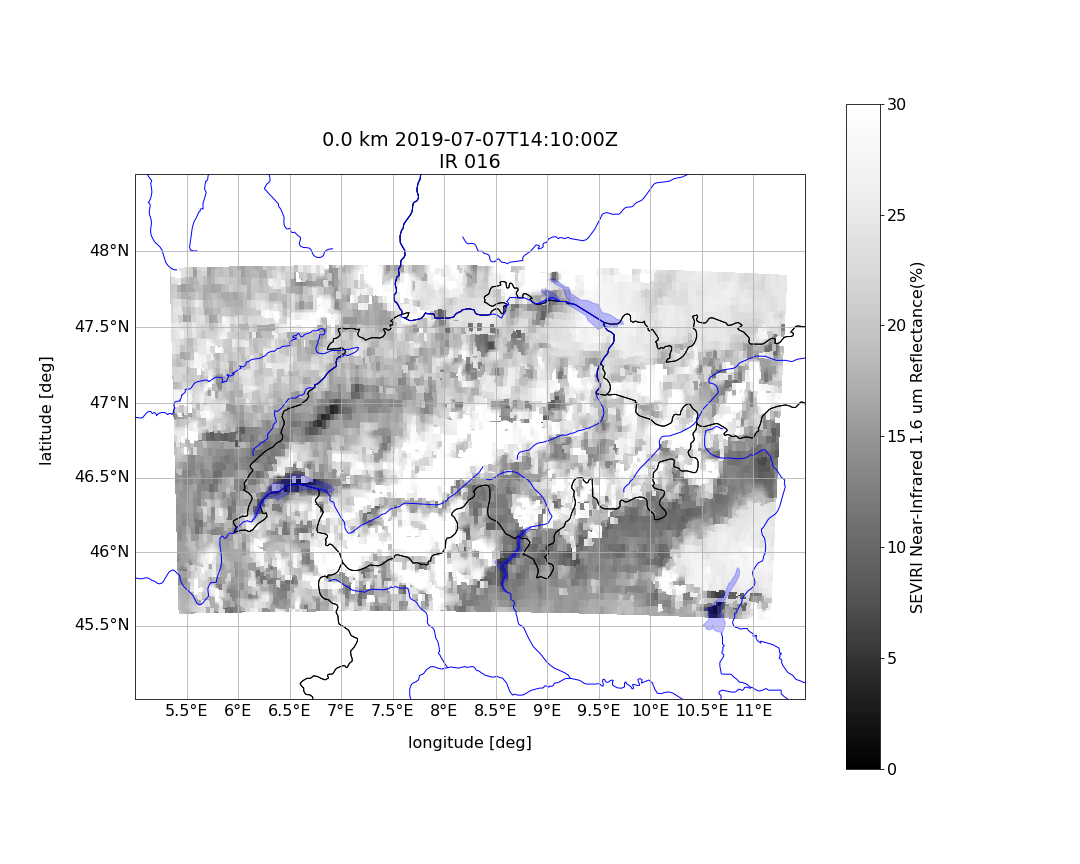 0.0 km 2019-07-07T14:10:00Z
IR 016
48°N
47.5°N
47°N
46.5°N
46°N
45.5°N
latitude [deg]
5.5°E 6°E 6.5°E 7°E 7.5°E 8°E 8.5°E 9°E 9.5°E 10°E 10.5°E 11°E
longitude [deg]
30
25
20
15
10
5
0
SEVIRI Near-Infrared 1.6 um Reflectance(%)